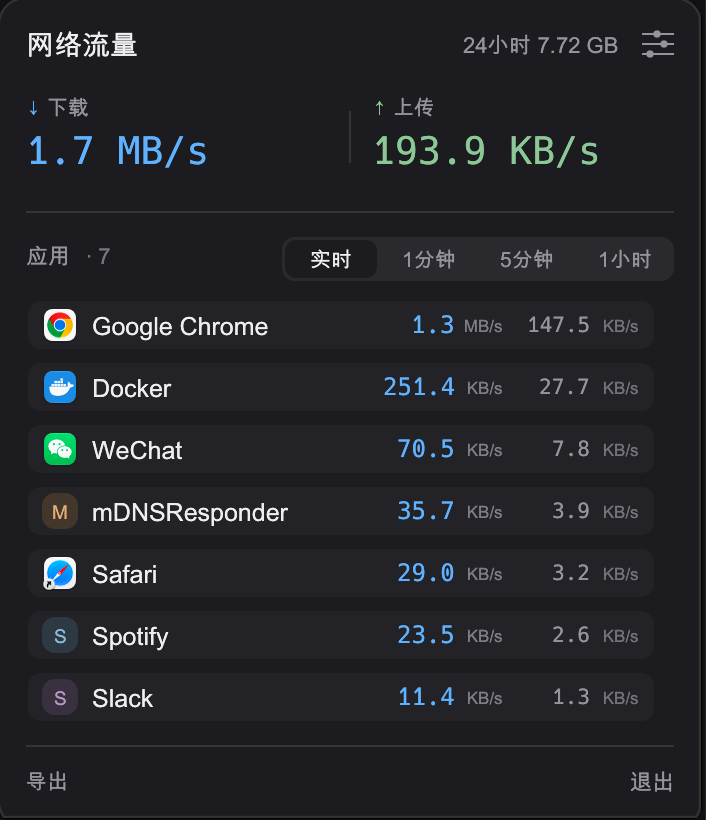 网络流量 24小时 7.72 GB
↓ 下载 ↑ 上传
1.7 MB/s 193.9 KB/s
应用 · 7 实时 1分钟 5分钟 1小时
Google Chrome 1.3 MB/s 147.5 KB/s
Docker 251.4 KB/s 27.7 KB/s
WeChat 70.5 KB/s 7.8 KB/s
M mDNSResponder 35.7 KB/s 3.9 KB/s
Safari 29.0 KB/s 3.2 KB/s
S Spotify 23.5 KB/s 2.6 KB/s
S Slack 11.4 KB/s 1.3 KB/s
导出 退出